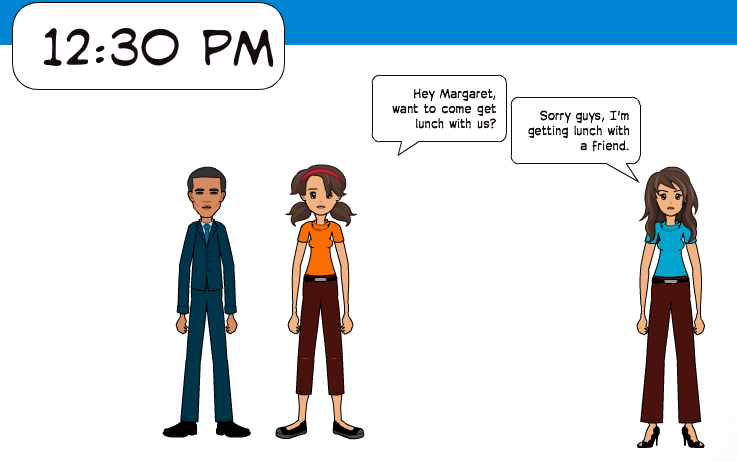 12:30 PM
Hey Margaret,
want to come get
lunch with us?
Sorry guys, I'm
getting lunch with
a friend.